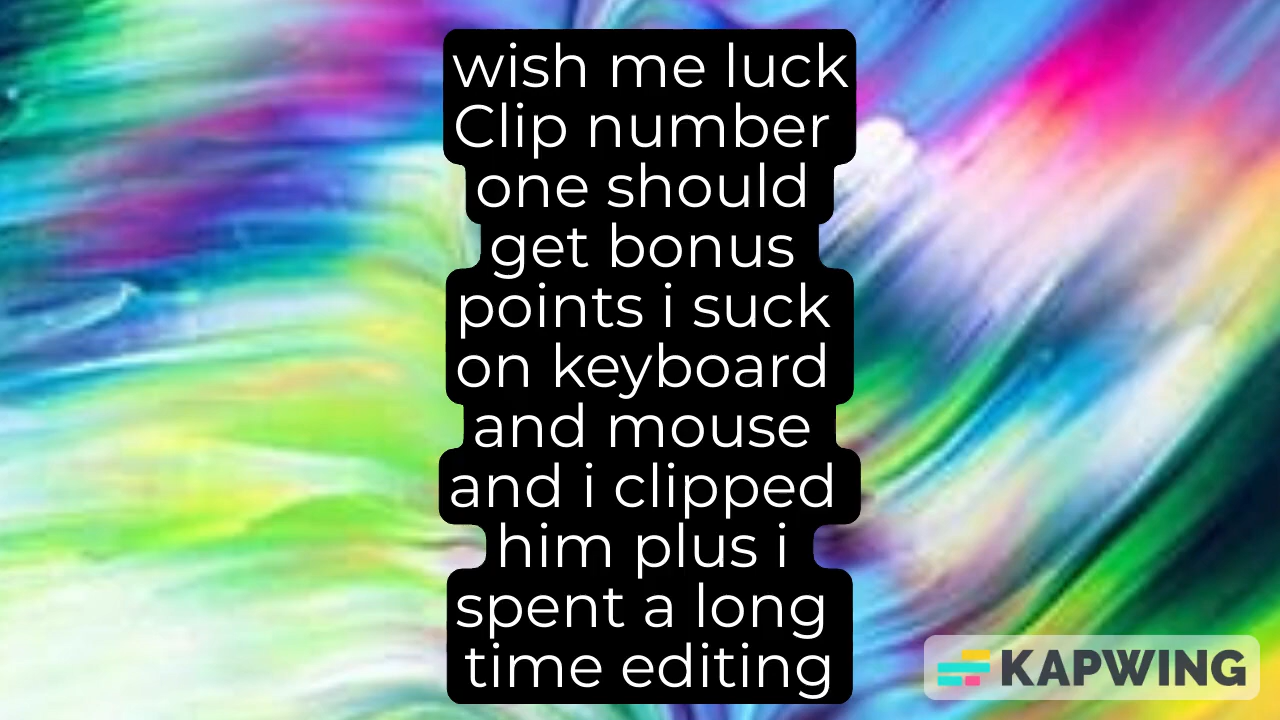 wish me luck
Clip number
one should
get bonus
points i suck
on keyboard
and mouse
and i clipped
him plus i
spent a long
time editing
KAPWING